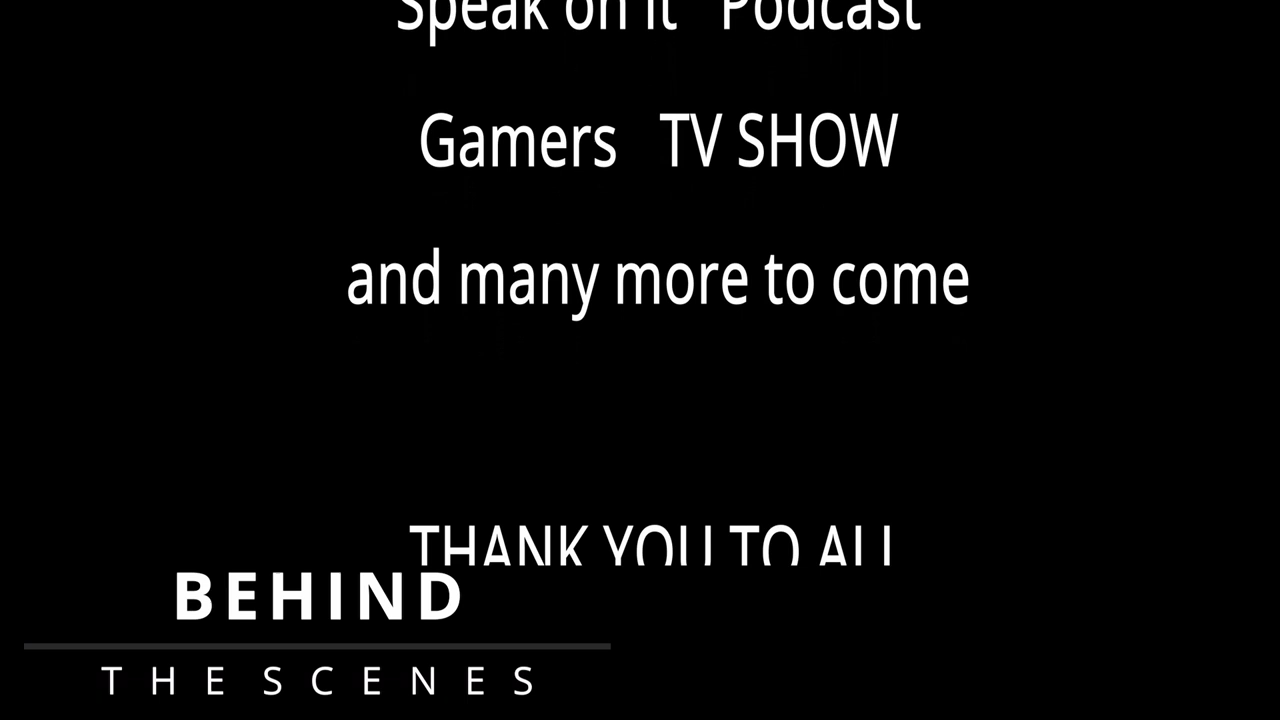 Speak on it Podcast
Gamers TV SHOW
and many more to come
THANK YOU TO ALL
BEHIND
THE SCENES